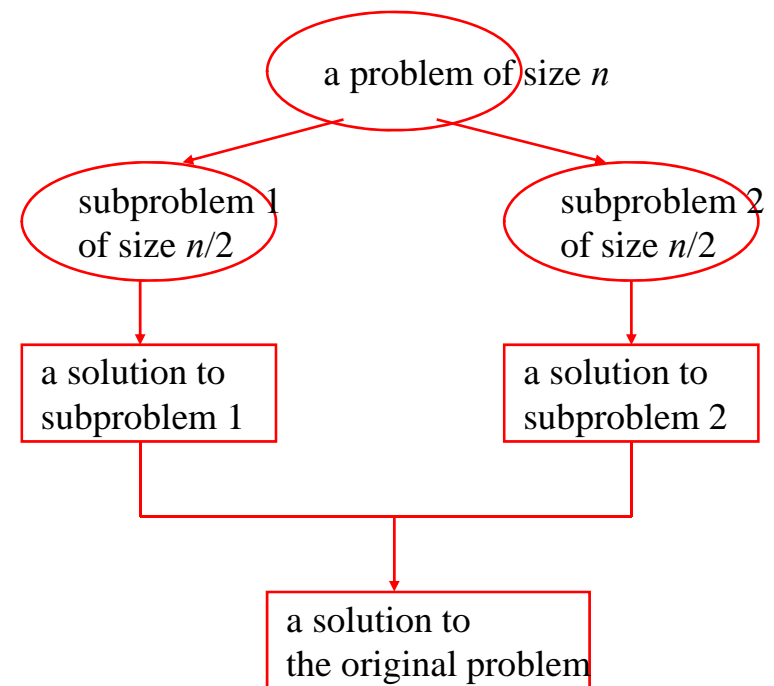 a problem of size n
subproblem 1
of size n/2
subproblem 2
of size n/2
a solution to
subproblem 1
a solution to
subproblem 2
a solution to
the original problem